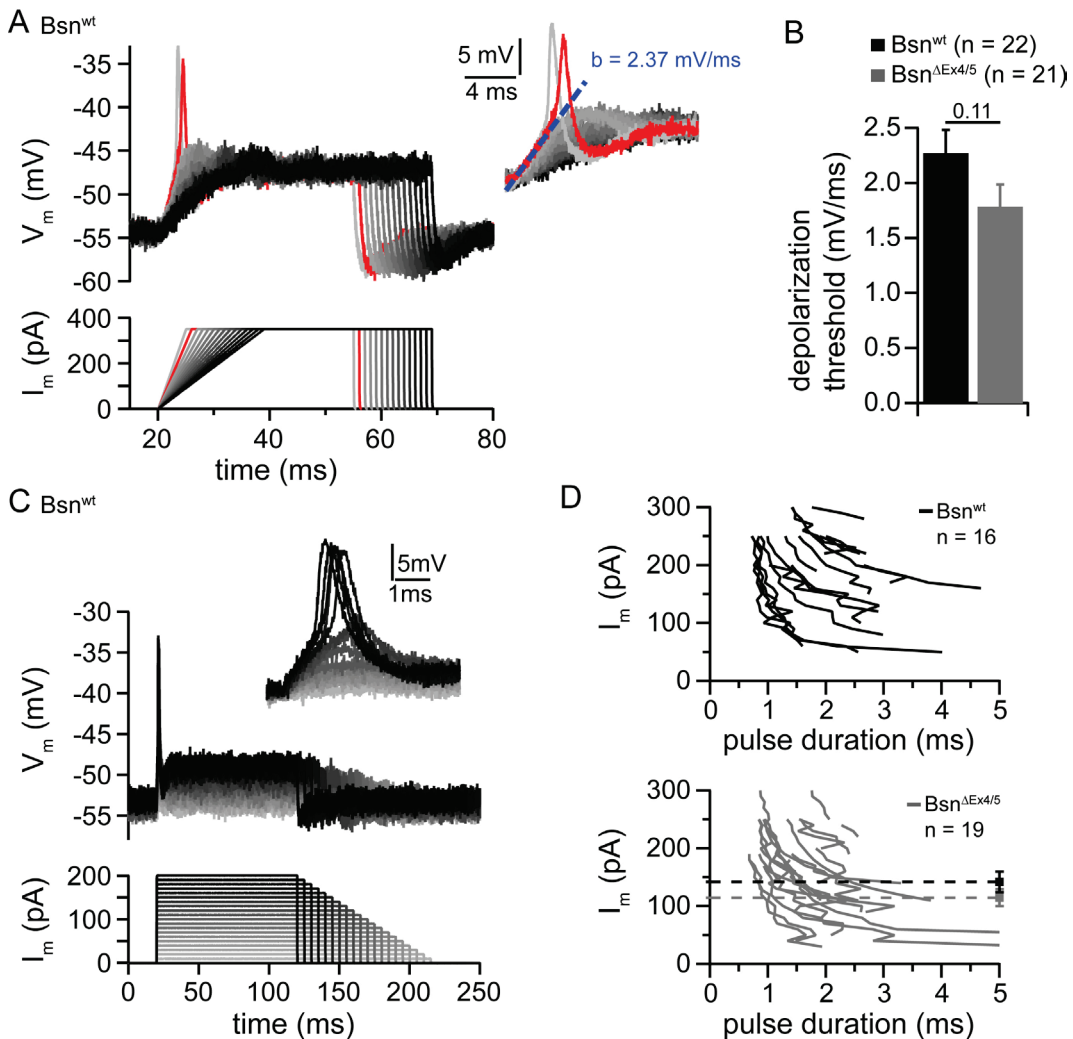 A Bsnwt
-35
-40
-45
-50
-55
-60
Vm (mV)
5 mV
4 ms
b = 2.37 mV/ms
400
200
0
Im (pA)
20 40 60 80
time (ms)
B
Bsnwt (n = 22)
BsnΔEx4/5 (n = 21)
0.11
2.5
2.0
1.5
1.0
0.5
0.0
depolarization
threshold (mV/ms)
C Bsnwt
5mV
1ms
-30
-35
-40
-45
-50
-55
Vm (mV)
200
100
0
Im (pA)
0 50 100 150 200 250
time (ms)
D
300
200
100
0
Im (pA)
Bsnwt
n = 16
0 1 2 3 4 5
pulse duration (ms)
300
200
100
0
Im (pA)
BsnΔEx4/5
n = 19
0 1 2 3 4 5
pulse duration (ms)